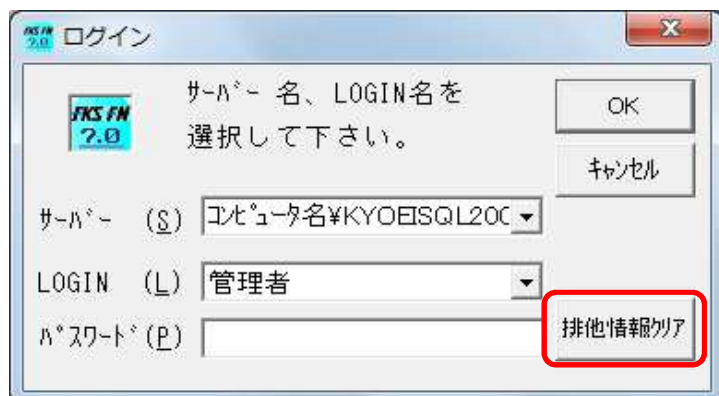 FKS FN
7.0
ログイン
FKS FN
7.0
ｻｰﾊﾞｰ 名、LOGIN名を
選択して下さい。
OK
ｷｬﾝｾﾙ
ｻｰﾊﾞｰ (S) ｺﾝﾋﾟｭｰﾀ名¥KYOEISQL200
LOGIN (L) 管理者
ﾊﾟｽﾜｰﾄﾞ(P)
排他情報ｸﾘｱ